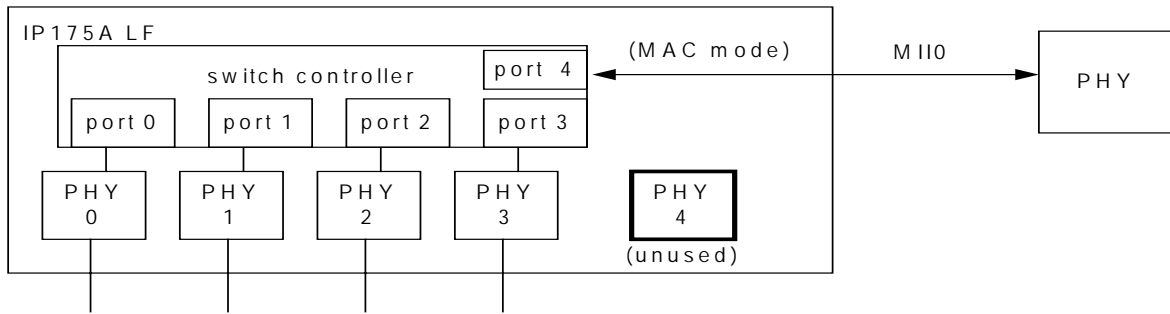 IP175A LF
(MAC mode)
MII0
switch controller
port 4
PHY
port 0
port 1
port 2
port 3
PHY
0
PHY
1
PHY
2
PHY
3
PHY
4
(unused)